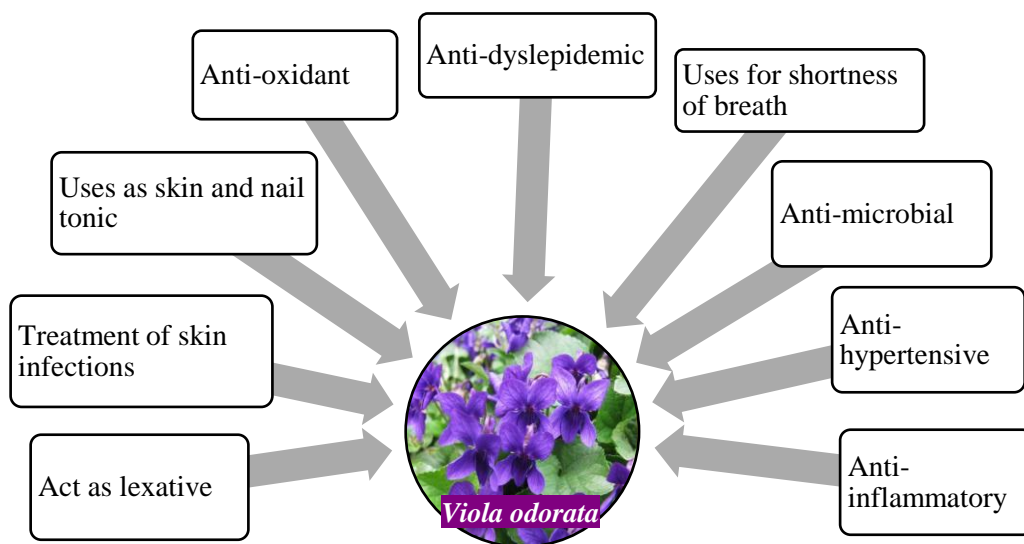 Anti-oxidant
Anti-dyslepidemic
Uses for shortness
of breath
Uses as skin and nail
tonic
Anti-microbial
Treatment of skin
infections
Anti-
hypertensive
Act as lexative
Anti-
inflammatory
Viola odorata